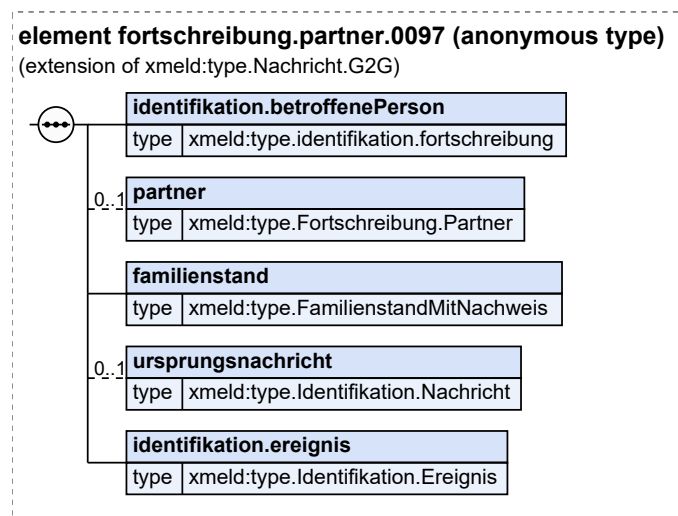 element fortschreibung.partner.0097 (anonymous type)
(extension of xmeld:type.Nachricht.G2G)
identifikation.betroffenePerson
type xmeld:type.identifikation.fortschreibung
0..1 partner
type xmeld:type.Fortschreibung.Partner
familienstand
type xmeld:type.FamilienstandMitNachweis
0..1 ursprungsnachricht
type xmeld:type.Identifikation.Nachricht
identifikation.ereignis
type xmeld:type.Identifikation.Ereignis